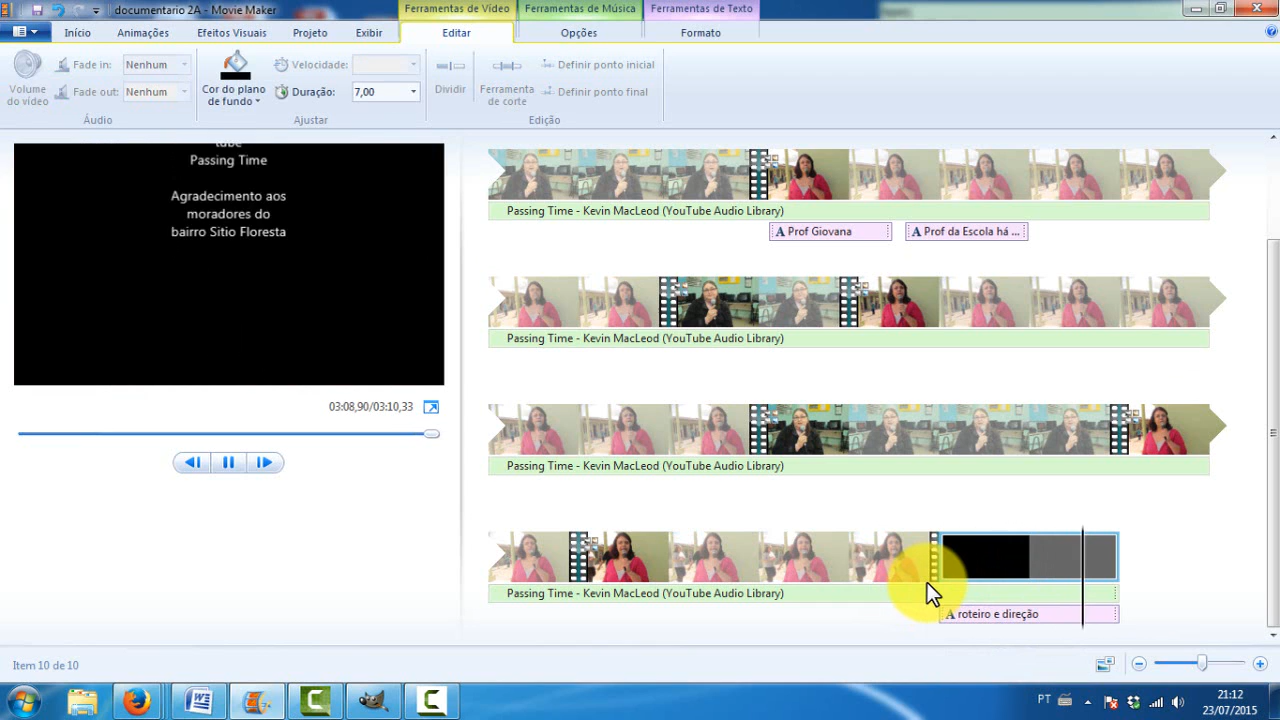 documentario 2A - Movie Maker
Ferramentas de Vídeo
Ferramentas de Música
Ferramentas de Texto
Início
Animações
Efeitos Visuais
Projeto
Exibir
Editar
Opções
Formato
Volume do vídeo
Fade in: Nenhum
Fade out: Nenhum
Áudio
Cor do plano de fundo
Velocidade:
Duração: 7,00
Ajustar
Dividir
Ferramenta de corte
Definir ponto inicial
Definir ponto final
Edição
tube
Passing Time
Agradecimento aos
moradores do
bairro Sitio Floresta
03:08,90/03:10,33
Passing Time - Kevin MacLeod (YouTube Audio Library)
A Prof Giovana
A Prof da Escola há ...
Passing Time - Kevin MacLeod (YouTube Audio Library)
Passing Time - Kevin MacLeod (YouTube Audio Library)
Passing Time - Kevin MacLeod (YouTube Audio Library)
A roteiro e direção
Item 10 de 10
PT
21:12
23/07/2015